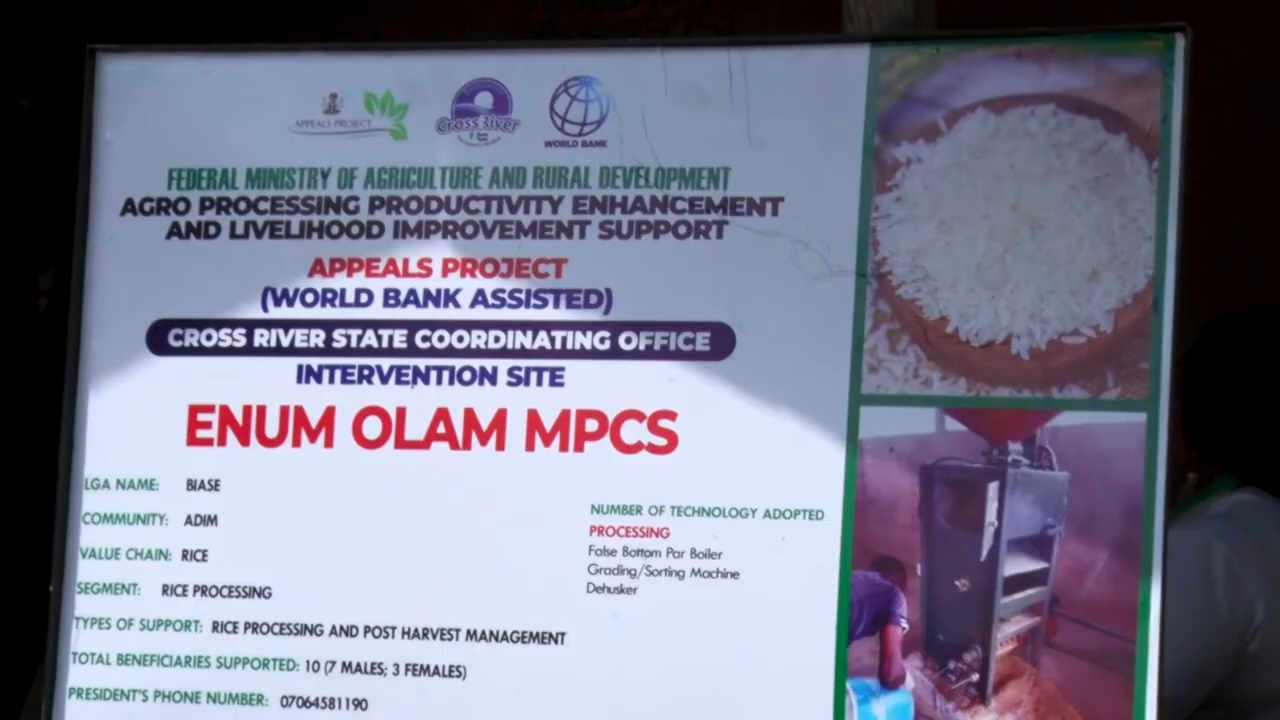 APPEALS PROJECT
Cross River
WORLD BANK
FEDERAL MINISTRY OF AGRICULTURE AND RURAL DEVELOPMENT
AGRO PROCESSING PRODUCTIVITY ENHANCEMENT
AND LIVELIHOOD IMPROVEMENT SUPPORT
APPEALS PROJECT
(WORLD BANK ASSISTED)
CROSS RIVER STATE COORDINATING OFFICE
INTERVENTION SITE
ENUM OLAM MPCS
LGA NAME: BIASE
COMMUNITY: ADIM
VALUE CHAIN: RICE
SEGMENT: RICE PROCESSING
TYPES OF SUPPORT: RICE PROCESSING AND POST HARVEST MANAGEMENT
TOTAL BENEFICIARIES SUPPORTED: 10 (7 MALES; 3 FEMALES)
PRESIDENT'S PHONE NUMBER: 07064581190
NUMBER OF TECHNOLOGY ADOPTED
PROCESSING
False Bottom Par Boiler
Grading/Sorting Machine
Dehusker